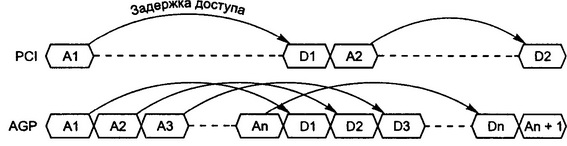 Задержка доступа
PCI A1 D1 A2 D2
AGP A1 A2 A3 An D1 D2 D3 Dn An + 1